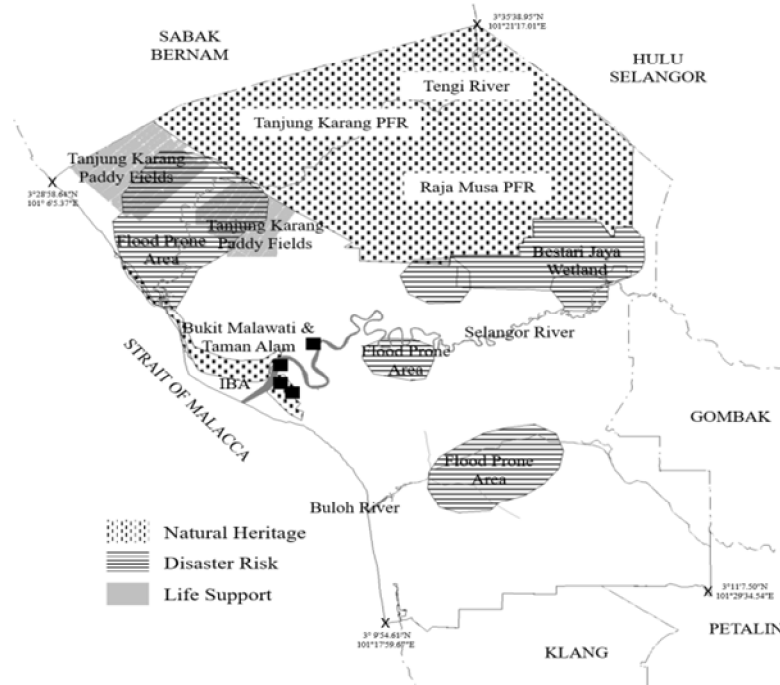 SABAK
BERNAM
3°35'38.95"N
101°21'17.01"E
HULU
SELANGOR
Tengi River
Tanjung Karang PFR
Tanjung Karang
Paddy Fields
Raja Musa PFR
3°28'58.64"N
101° 6'5.37"E
Tanjung Karang
Paddy Fields
Flood Prone
Area
Bestari Jaya
Wetland
Bukit Malawati &
Taman Alam
Selangor River
Flood Prone
Area
IBA
STRAIT OF MALACCA
GOMBAK
Flood Prone
Area
Buloh River
Natural Heritage
Disaster Risk
Life Support
3°11'7.50"N
101°29'34.54"E
3° 9'54.61"N
101°17'59.67"E
PETALIN
KLANG